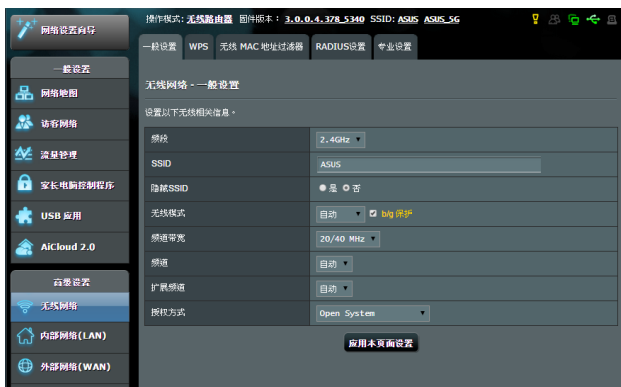 操作模式: 无线路由器 固件版本: 3.0.0.4.378_5340 SSID: ASUS ASUS_5G
网络设置向导
一般设置 WPS 无线 MAC 地址过滤器 RADIUS设置 专业设置
一般设置
网络地图
访客网络
流量管理
家长电脑控制程序
USB 应用
AiCloud 2.0
高级设置
无线网络
内部网络(LAN)
外部网络(WAN)
无线网络 - 一般设置
设置以下无线相关信息。
频段 2.4GHz
SSID ASUS
隐藏SSID 是 否
无线模式 自动 b/g 保护
频道带宽 20/40 MHz
频道 自动
扩展频道 自动
授权方式 Open System
应用本页面设置